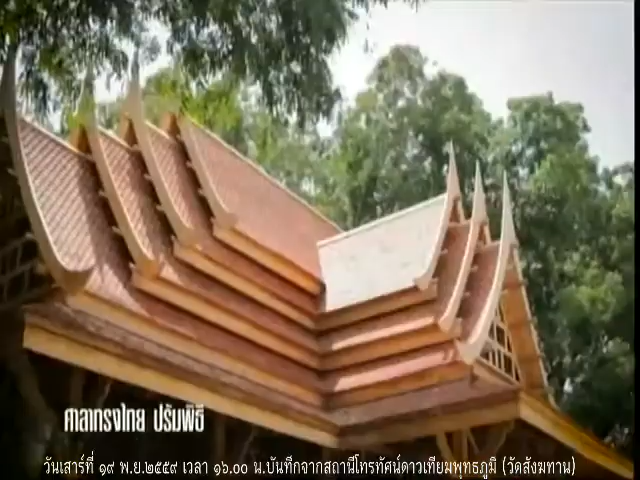 ศาลาทรงไทย ปริมพิธี
วันเสาร์ที่ ๑๙ พ.ย.๒๕๕๙ เวลา ๑๖.๐๐ น.บันทึกจากสถานีโทรทัศน์ดาวเทียมพุทธภูมิ (วัดสังฆทาน)